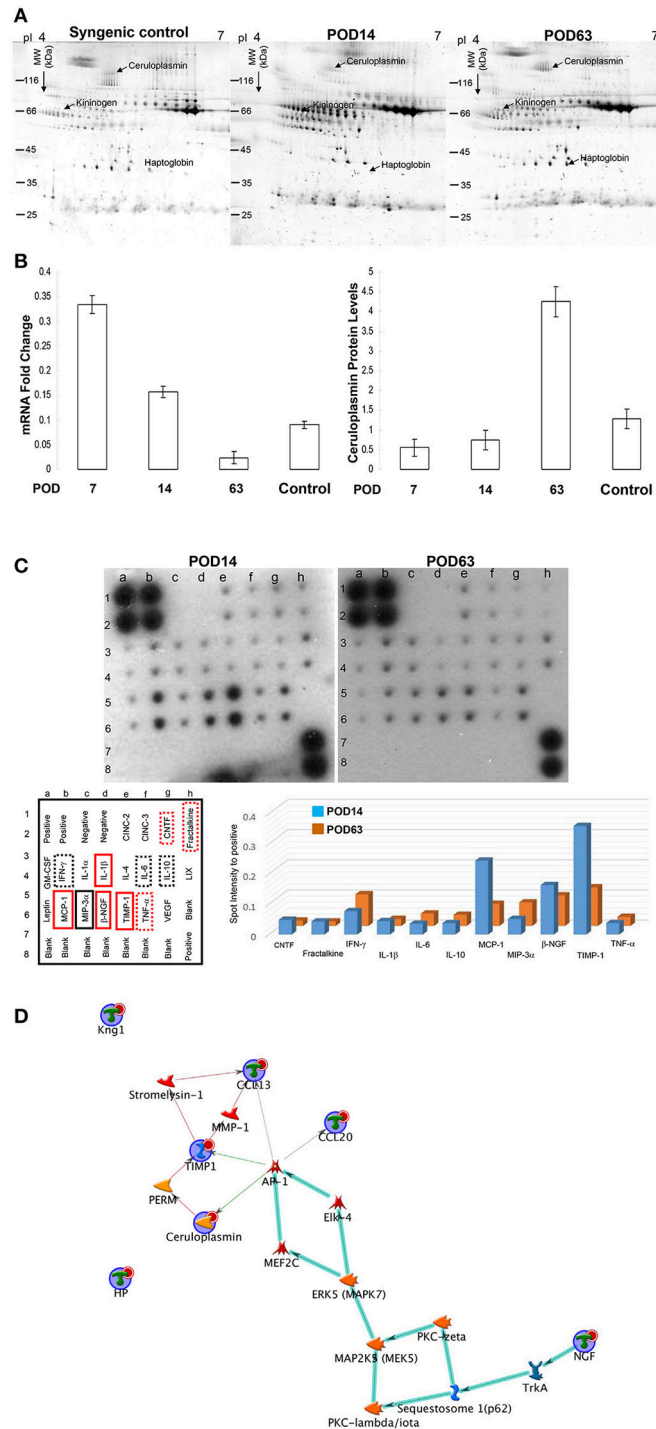 A
Syngenic control
POD14
POD63
pI 4
7
pI 4
7
pI 4
7
MW (kDa)
MW (kDa)
MW (kDa)
Ceruloplasmin
Ceruloplasmin
Ceruloplasmin
116
116
116
Kininogen
Kininogen
Kininogen
66
66
66
45
45
45
Haptoglobin
Haptoglobin
Haptoglobin
35
35
35
25
25
25
B
mRNA Fold Change
0.4
0.35
0.3
0.25
0.2
0.15
0.1
0.05
0
POD 7 14 63 Control
Ceruloplasmin Protein Levels
5
4.5
4
3.5
3
2.5
2
1.5
1
0.5
0
POD 7 14 63 Control
C
POD14
POD63
a b c d e f g h
a b c d e f g h
1
2
3
4
5
6
7
8
1
2
3
4
5
6
7
8
a b c d e f g h
1
2
3
4
5
6
7
8
Positive Positive Negative Negative CINC-2 CINC-3 CNTF Fractalkine
GM-CSF IFN-γ IL-1α IL-1β IL-4 IL-6 IL-10 LIX
Leptin MCP-1 MIP-3α β-NGF TIMP-1 TNF-α VEGF Blank
Blank Blank Blank Blank Blank Blank Blank Positive
Spot Intensity to positive
0.4
0.3
0.2
0.1
0
POD14
POD63
CNTF
Fractalkine
IFN-γ
IL-1β
IL-6
IL-10
MCP-1
MIP-3α
β-NGF
TIMP-1
TNF-α
D
Kng1
CCL13
Stromelysin-1
MMP-1
CCL20
TIMP1
AP-1
PERM
Elk-4
Ceruloplasmin
MEF2C
HP
ERK5 (MAPK7)
PKC-zeta
MAP2K5 (MEK5)
NGF
TrkA
Sequestosome 1(p62)
PKC-lambda/iota